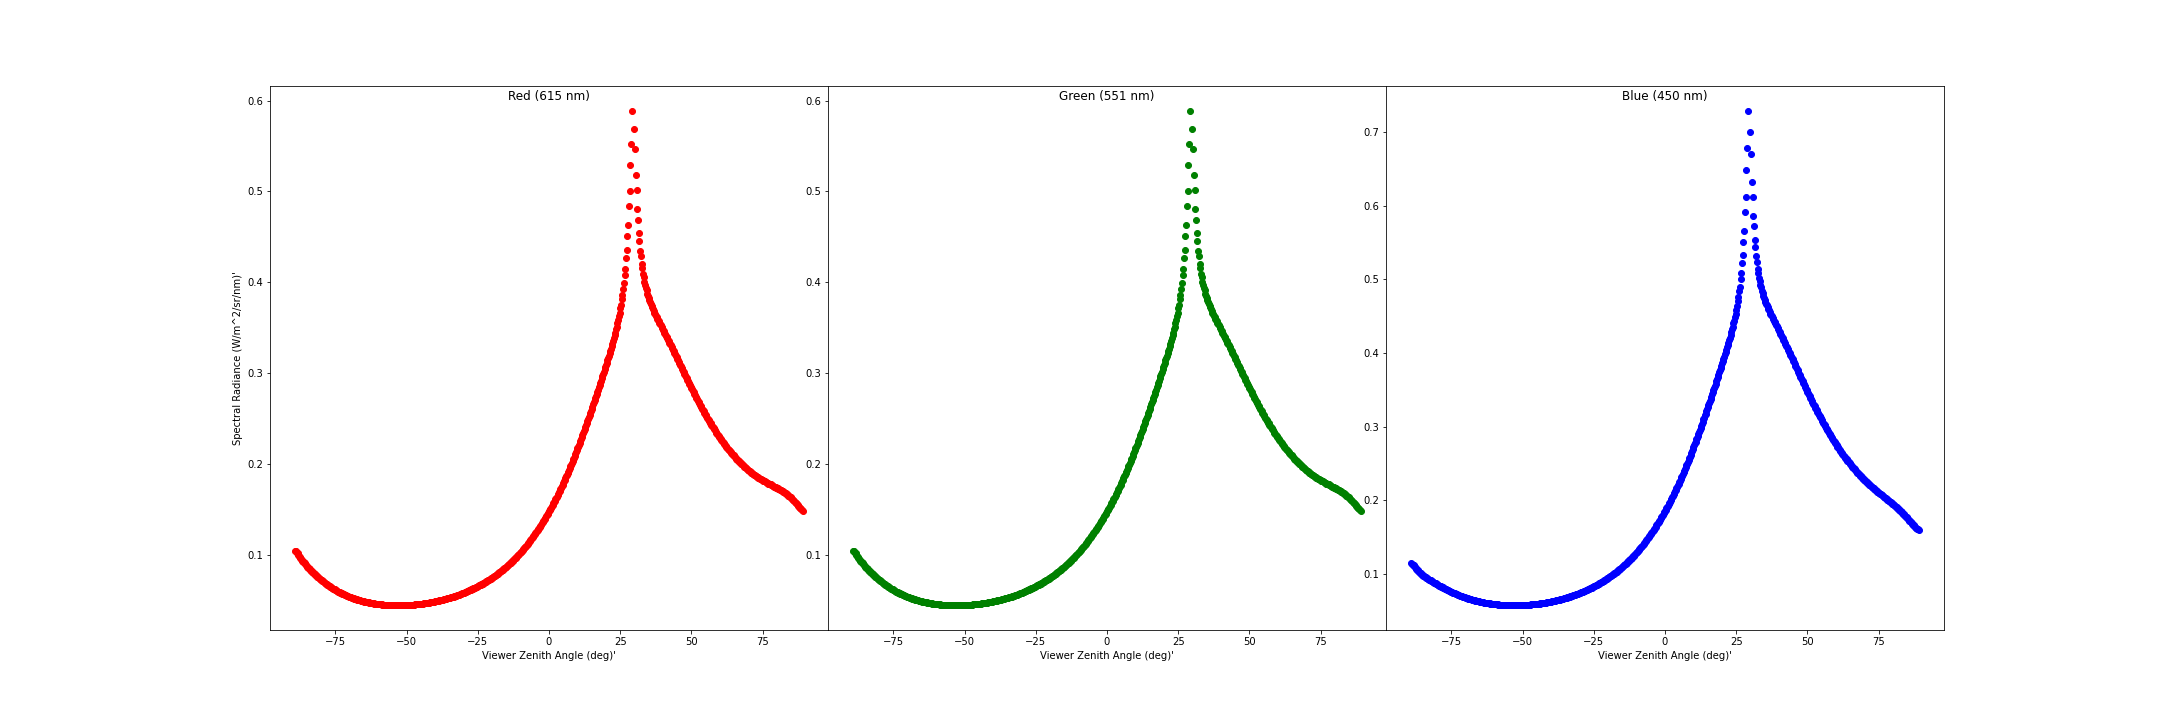 Red (615 nm)
Green (551 nm)
Blue (450 nm)
Spectral Radiance (W/m^2/sr/nm)'
0.6
0.5
0.4
0.3
0.2
0.1
0.6
0.5
0.4
0.3
0.2
0.1
0.7
0.6
0.5
0.4
0.3
0.2
0.1
−75 −50 −25 0 25 50 75
−75 −50 −25 0 25 50 75
−75 −50 −25 0 25 50 75
Viewer Zenith Angle (deg)'
Viewer Zenith Angle (deg)'
Viewer Zenith Angle (deg)'